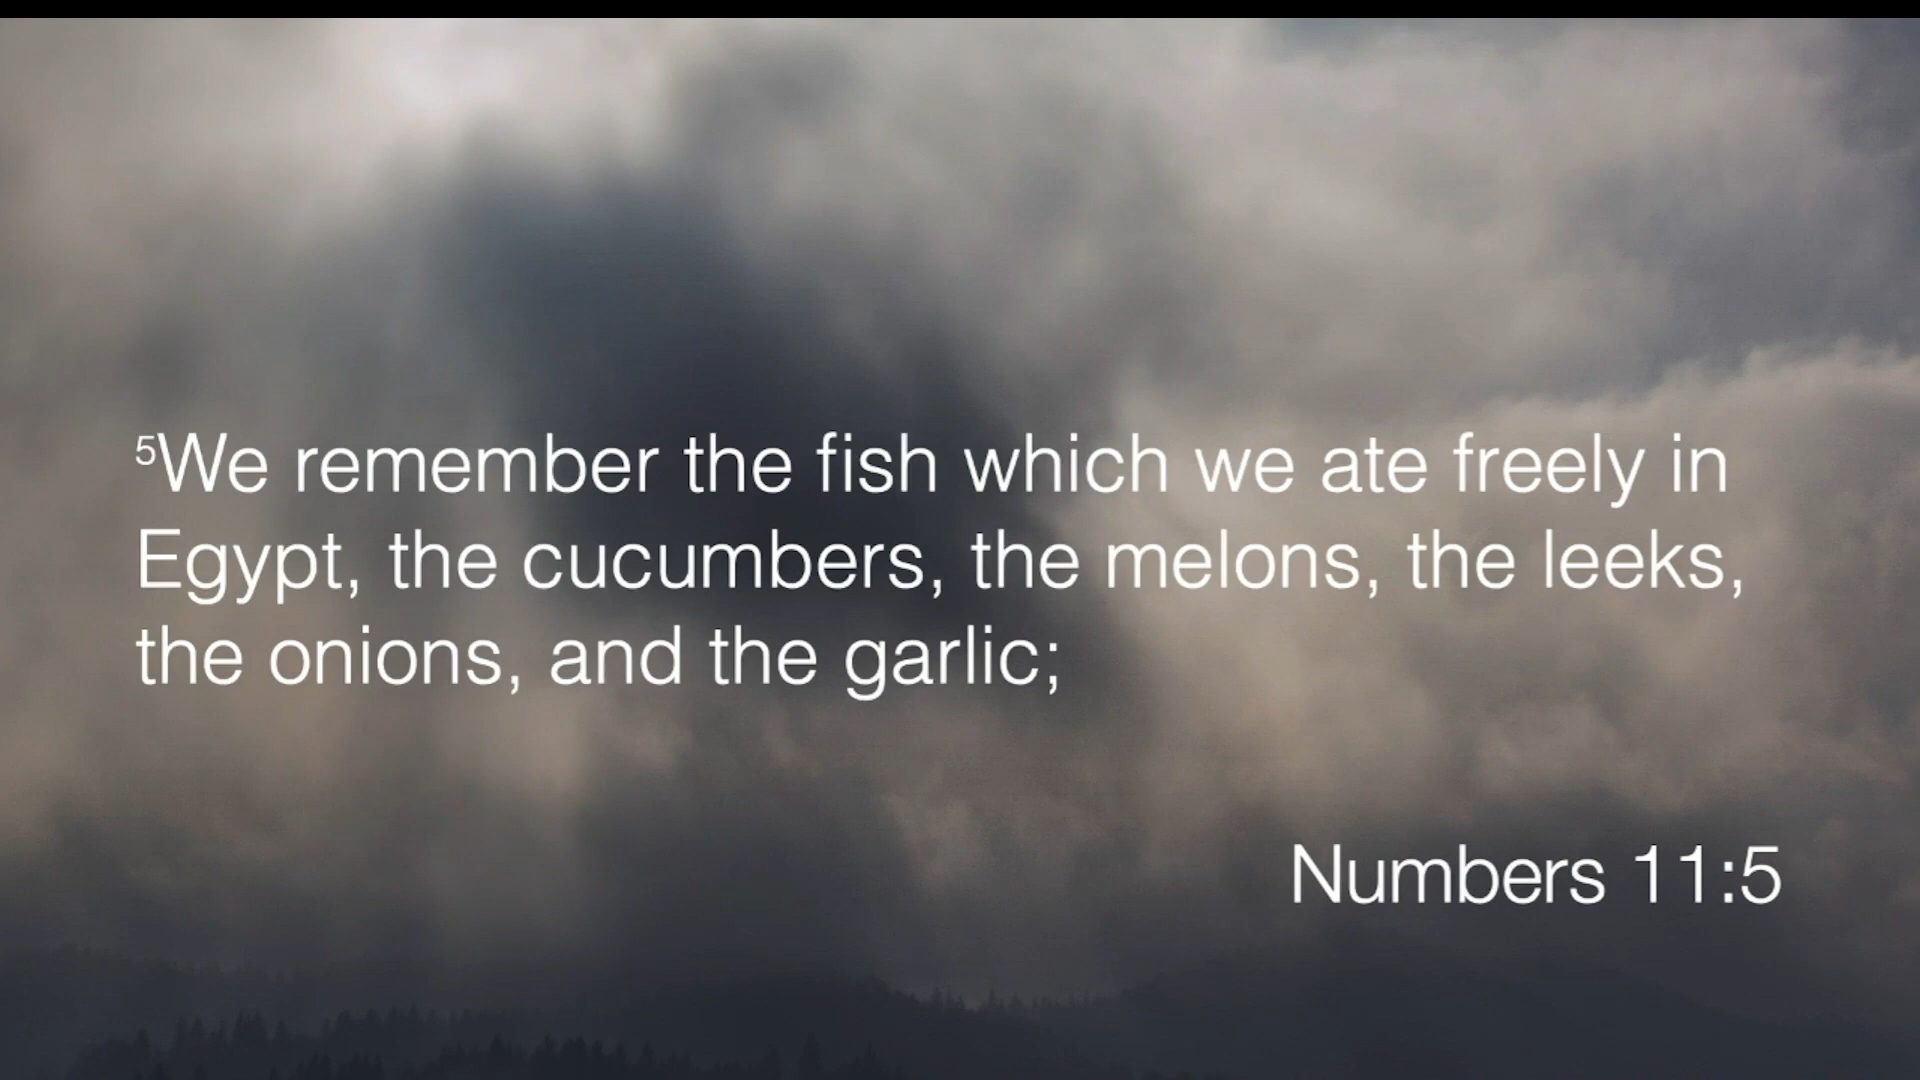 ⁵We remember the fish which we ate freely in
Egypt, the cucumbers, the melons, the leeks,
the onions, and the garlic;
Numbers 11:5